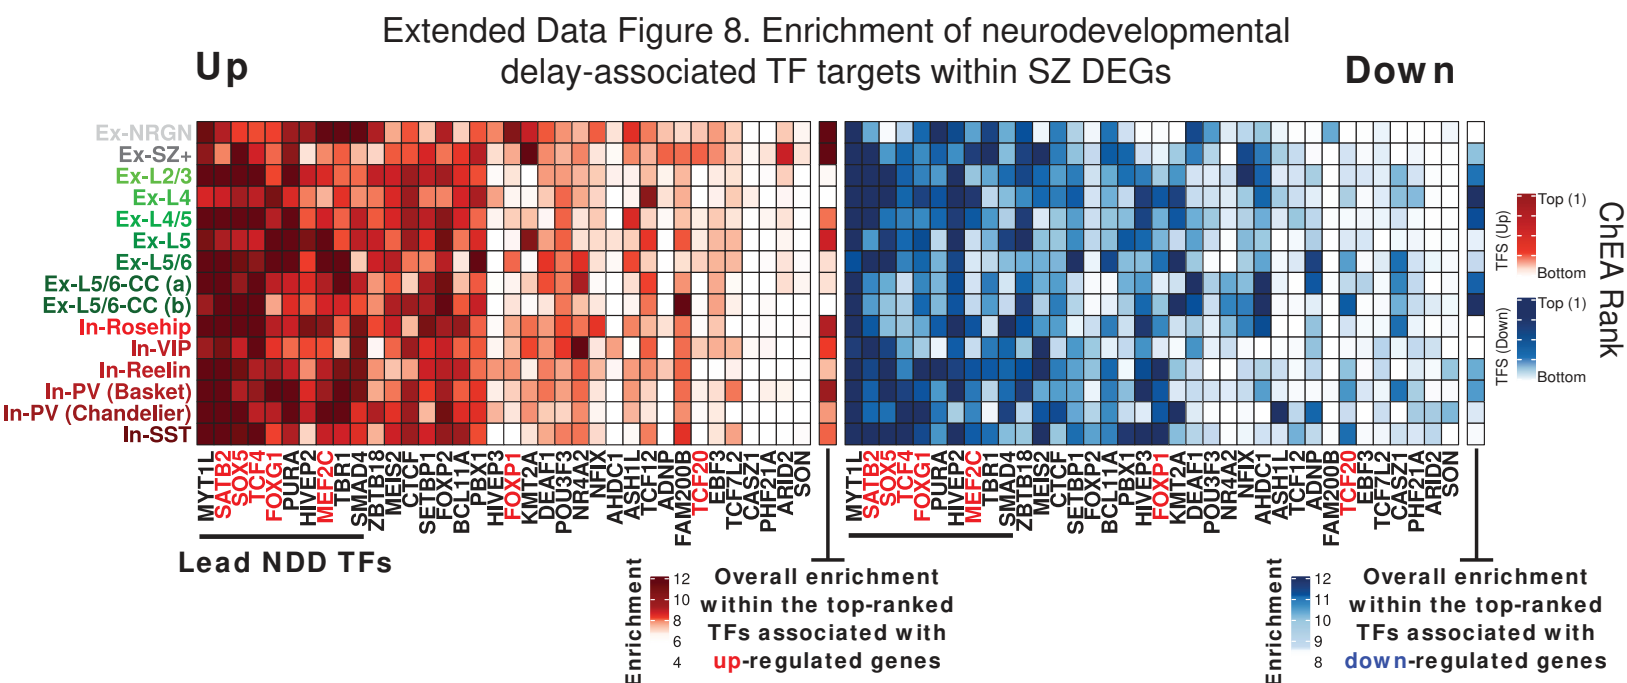 Extended Data Figure 8. Enrichment of neurodevelopmental
delay-associated TF targets within SZ DEGs
Up
Down
Ex-NRGN
Ex-SZ+
Ex-L2/3
Ex-L4
Ex-L4/5
Ex-L5
Ex-L5/6
Ex-L5/6-CC (a)
Ex-L5/6-CC (b)
In-Rosehip
In-VIP
In-Reelin
In-PV (Basket)
In-PV (Chandelier)
In-SST
MYT1L
SATB2
SOX5
TCF4
FOXG1
PURA
HIVEP2
MEF2C
TBR1
SMAD4
ZBTB18
MEIS2
CTCF
SETBP1
FOXP2
BCL11A
PBX1
HIVEP3
FOXP1
KMT2A
DEAF1
POU3F3
NR4A2
NFIX
AHDC1
ASH1L
TCF12
ADNP
FAM200B
TCF20
EBF3
TCF7L2
CASZ1
PHF21A
ARID2
SON
MYT1L
SATB2
SOX5
TCF4
FOXG1
PURA
HIVEP2
MEF2C
TBR1
SMAD4
ZBTB18
MEIS2
CTCF
SETBP1
FOXP2
BCL11A
PBX1
HIVEP3
FOXP1
KMT2A
DEAF1
POU3F3
NR4A2
NFIX
AHDC1
ASH1L
TCF12
ADNP
FAM200B
TCF20
EBF3
TCF7L2
CASZ1
PHF21A
ARID2
SON
Lead NDD TFs
TFS (Up)
Top (1)
Bottom
TFS (Down)
Top (1)
Bottom
ChEA Rank
Enrichment
12
10
8
6
4
Overall enrichment
within the top-ranked
TFs associated with
up-regulated genes
Enrichment
12
11
10
9
8
Overall enrichment
within the top-ranked
TFs associated with
down-regulated genes